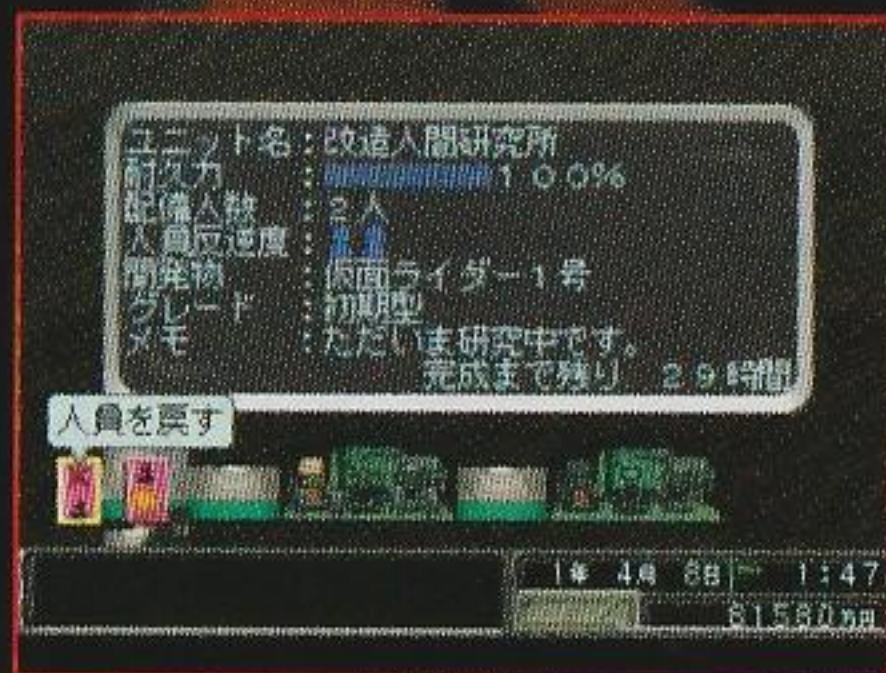 ユニット名：改造人間研究所
耐久力：100%
配備人数：2人
人員反逆度：
開発物：仮面ライダー1号
グレード：初期型
メモ：ただいま研究中です。
完成まで残り 29時間
人員を戻す
1年 4月 6日 1:47
81580万円